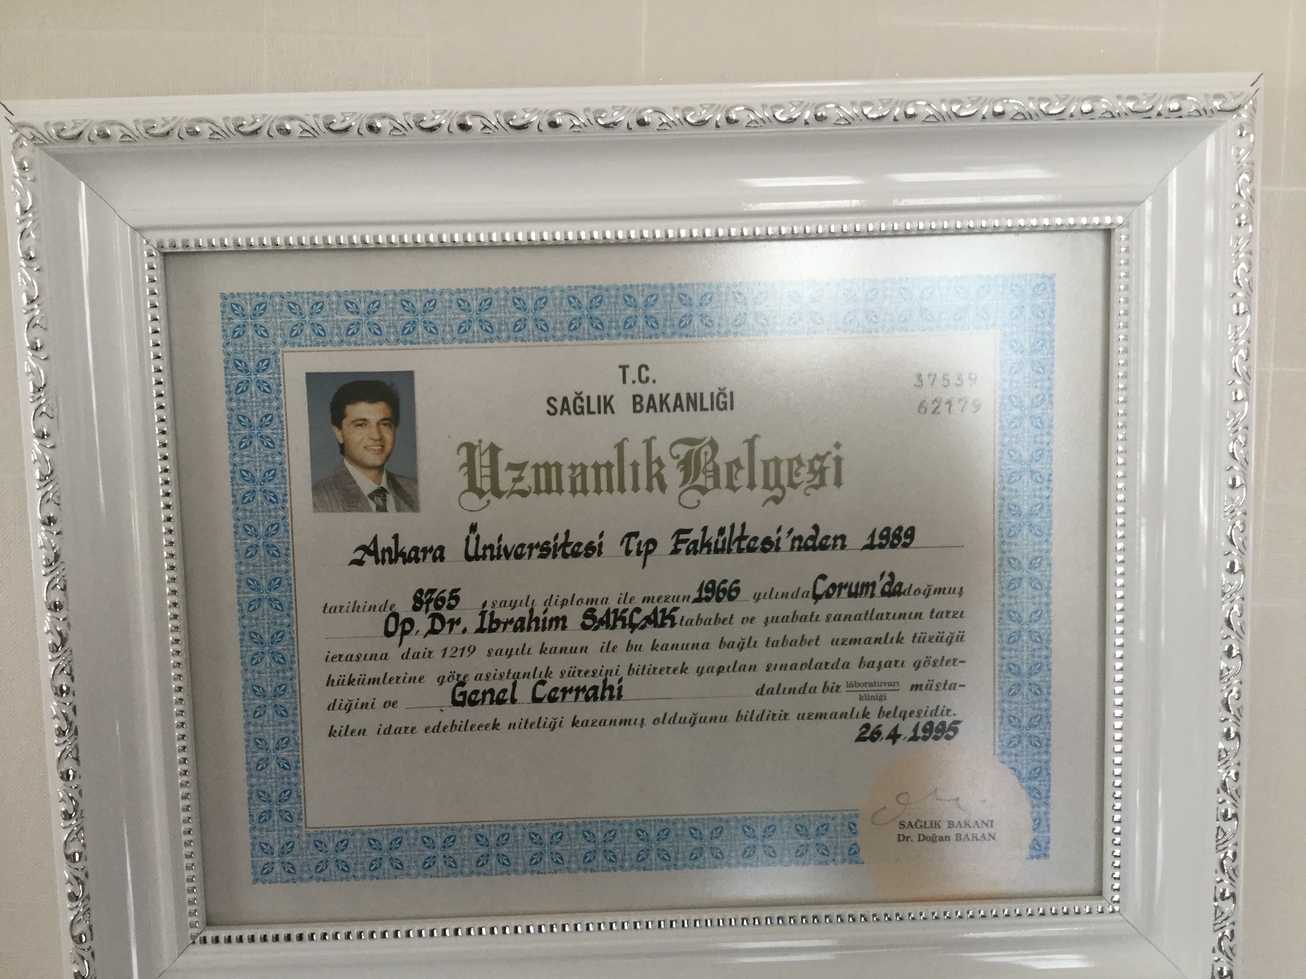 T.C.
SAĞLIK BAKANLIĞI
37539
62179
Uzmanlık Belgesi
Ankara Üniversitesi Tıp Fakültesi'nden 1989
tarihinde 8765 sayılı diploma ile mezun 1966 yılında Çorum'da doğmuş
Op. Dr. İbrahim SAKÇAK tababet ve şuabatı sanatlarının tarzı
icrasına dair 1219 sayılı kanun ile bu kanuna bağlı tababet uzmanlık tüzüğü
hükümlerine göre asistanlık süresini bitirerek yapılan sınavlarda başarı göster-
diğini ve Genel Cerrahi dalında bir lâboratuvarı kliniği müsta-
kilen idare edebilecek niteliği kazanmış olduğunu bildirir uzmanlık belgesidir.
26.4.1995
SAĞLIK BAKANI
Dr. Doğan BARAN